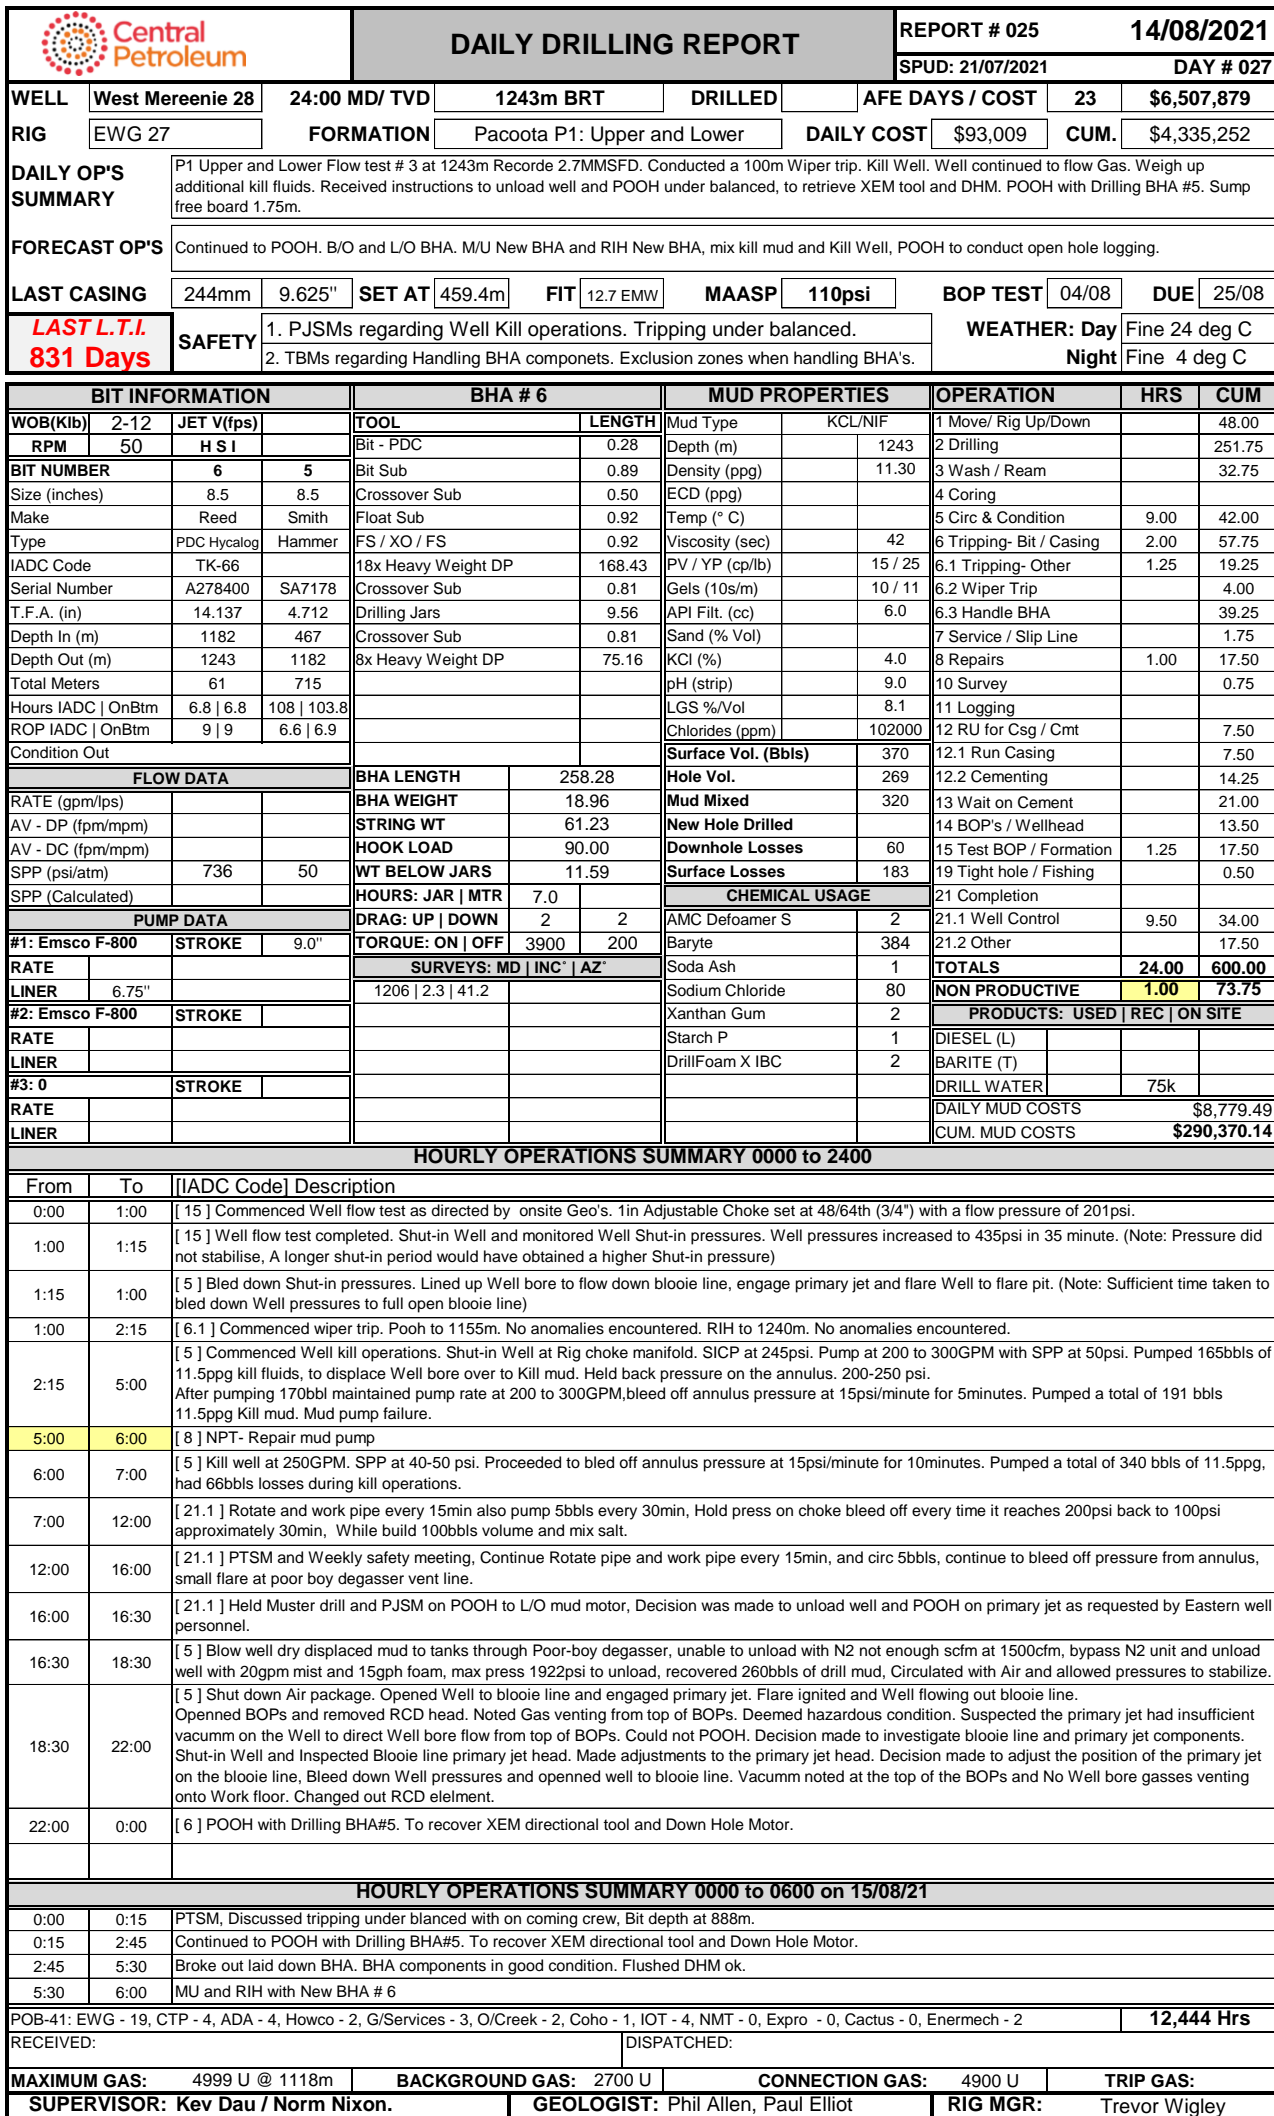 Central
Petroleum
DAILY DRILLING REPORT
REPORT # 025 14/08/2021
SPUD: 21/07/2021 DAY # 027
WELL West Mereenie 28 24:00 MD/ TVD 1243m BRT DRILLED AFE DAYS / COST 23 $6,507,879
RIG EWG 27 FORMATION Pacoota P1: Upper and Lower DAILY COST $93,009 CUM. $4,335,252
DAILY OP'S SUMMARY
P1 Upper and Lower Flow test # 3 at 1243m Recorde 2.7MMSFD. Conducted a 100m Wiper trip. Kill Well. Well continued to flow Gas. Weigh up
additional kill fluids. Received instructions to unload well and POOH under balanced, to retrieve XEM tool and DHM. POOH with Drilling BHA #5. Sump
free board 1.75m.
FORECAST OP'S Continued to POOH. B/O and L/O BHA. M/U New BHA and RIH New BHA, mix kill mud and Kill Well, POOH to conduct open hole logging.
LAST CASING 244mm 9.625" SET AT 459.4m FIT 12.7 EMW MAASP 110psi BOP TEST 04/08 DUE 25/08
LAST L.T.I.
831 Days
SAFETY
1. PJSMs regarding Well Kill operations. Tripping under balanced.
2. TBMs regarding Handling BHA componets. Exclusion zones when handling BHA's.
WEATHER: Day Fine 24 deg C
Night Fine 4 deg C
BIT INFORMATION BHA # 6 MUD PROPERTIES OPERATION HRS CUM
WOB(Klb) 2-12 JET V(fps) TOOL LENGTH Mud Type KCL/NIF 1 Move/ Rig Up/Down 48.00
RPM 50 H S I Bit - PDC 0.28 Depth (m) 1243 2 Drilling 251.75
BIT NUMBER 6 5 Bit Sub 0.89 Density (ppg) 11.30 3 Wash / Ream 32.75
Size (inches) 8.5 8.5 Crossover Sub 0.50 ECD (ppg) 4 Coring
Make Reed Smith Float Sub 0.92 Temp (° C) 5 Circ & Condition 9.00 42.00
Type PDC Hycalog Hammer FS / XO / FS 0.92 Viscosity (sec) 42 6 Tripping- Bit / Casing 2.00 57.75
IADC Code TK-66 18x Heavy Weight DP 168.43 PV / YP (cp/lb) 15 / 25 6.1 Tripping- Other 1.25 19.25
Serial Number A278400 SA7178 Crossover Sub 0.81 Gels (10s/m) 10 / 11 6.2 Wiper Trip 4.00
T.F.A. (in) 14.137 4.712 Drilling Jars 9.56 API Filt. (cc) 6.0 6.3 Handle BHA 39.25
Depth In (m) 1182 467 Crossover Sub 0.81 Sand (% Vol) 7 Service / Slip Line 1.75
Depth Out (m) 1243 1182 8x Heavy Weight DP 75.16 KCl (%) 4.0 8 Repairs 1.00 17.50
Total Meters 61 715 pH (strip) 9.0 10 Survey 0.75
Hours IADC | OnBtm 6.8 | 6.8 108 | 103.8 LGS %/Vol 8.1 11 Logging
ROP IADC | OnBtm 9 | 9 6.6 | 6.9 Chlorides (ppm) 102000 12 RU for Csg / Cmt 7.50
Condition Out Surface Vol. (Bbls) 370 12.1 Run Casing 7.50
FLOW DATA BHA LENGTH 258.28 Hole Vol. 269 12.2 Cementing 14.25
RATE (gpm/lps) BHA WEIGHT 18.96 Mud Mixed 320 13 Wait on Cement 21.00
AV - DP (fpm/mpm) STRING WT 61.23 New Hole Drilled 14 BOP's / Wellhead 13.50
AV - DC (fpm/mpm) HOOK LOAD 90.00 Downhole Losses 60 15 Test BOP / Formation 1.25 17.50
SPP (psi/atm) 736 50 WT BELOW JARS 11.59 Surface Losses 183 19 Tight hole / Fishing 0.50
SPP (Calculated) HOURS: JAR | MTR 7.0 CHEMICAL USAGE 21 Completion
PUMP DATA DRAG: UP | DOWN 2 2 AMC Defoamer S 2 21.1 Well Control 9.50 34.00
#1: Emsco F-800 STROKE 9.0" TORQUE: ON | OFF 3900 200 Baryte 384 21.2 Other 17.50
RATE SURVEYS: MD | INC° | AZ° Soda Ash 1 TOTALS 24.00 600.00
LINER 6.75" 1206 | 2.3 | 41.2 Sodium Chloride 80 NON PRODUCTIVE 1.00 73.75
#2: Emsco F-800 STROKE Xanthan Gum 2 PRODUCTS: USED | REC | ON SITE
RATE Starch P 1 DIESEL (L)
LINER DrillFoam X IBC 2 BARITE (T)
#3: 0 STROKE DRILL WATER 75k
RATE DAILY MUD COSTS $8,779.49
LINER CUM. MUD COSTS $290,370.14
HOURLY OPERATIONS SUMMARY 0000 to 2400
From To [IADC Code] Description
0:00 1:00 [ 15 ] Commenced Well flow test as directed by onsite Geo's. 1in Adjustable Choke set at 48/64th (3/4") with a flow pressure of 201psi.
1:00 1:15 [ 15 ] Well flow test completed. Shut-in Well and monitored Well Shut-in pressures. Well pressures increased to 435psi in 35 minute. (Note: Pressure did
not stabilise, A longer shut-in period would have obtained a higher Shut-in pressure)
1:15 1:00 [ 5 ] Bled down Shut-in pressures. Lined up Well bore to flow down blooie line, engage primary jet and flare Well to flare pit. (Note: Sufficient time taken to
bled down Well pressures to full open blooie line)
1:00 2:15 [ 6.1 ] Commenced wiper trip. Pooh to 1155m. No anomalies encountered. RIH to 1240m. No anomalies encountered.
2:15 5:00 [ 5 ] Commenced Well kill operations. Shut-in Well at Rig choke manifold. SICP at 245psi. Pump at 200 to 300GPM with SPP at 50psi. Pumped 165bbls of
11.5ppg kill fluids, to displace Well bore over to Kill mud. Held back pressure on the annulus. 200-250 psi.
After pumping 170bbl maintained pump rate at 200 to 300GPM,bleed off annulus pressure at 15psi/minute for 5minutes. Pumped a total of 191 bbls
11.5ppg Kill mud. Mud pump failure.
5:00 6:00 [ 8 ] NPT- Repair mud pump
6:00 7:00 [ 5 ] Kill well at 250GPM. SPP at 40-50 psi. Proceeded to bled off annulus pressure at 15psi/minute for 10minutes. Pumped a total of 340 bbls of 11.5ppg,
had 66bbls losses during kill operations.
7:00 12:00 [ 21.1 ] Rotate and work pipe every 15min also pump 5bbls every 30min, Hold press on choke bleed off every time it reaches 200psi back to 100psi
approximately 30min, While build 100bbls volume and mix salt.
12:00 16:00 [ 21.1 ] PTSM and Weekly safety meeting, Continue Rotate pipe and work pipe every 15min, and circ 5bbls, continue to bleed off pressure from annulus,
small flare at poor boy degasser vent line.
16:00 16:30 [ 21.1 ] Held Muster drill and PJSM on POOH to L/O mud motor, Decision was made to unload well and POOH on primary jet as requested by Eastern well
personnel.
16:30 18:30 [ 5 ] Blow well dry displaced mud to tanks through Poor-boy degasser, unable to unload with N2 not enough scfm at 1500cfm, bypass N2 unit and unload
well with 20gpm mist and 15gph foam, max press 1922psi to unload, recovered 260bbls of drill mud, Circulated with Air and allowed pressures to stabilize.
18:30 22:00 [ 5 ] Shut down Air package. Opened Well to blooie line and engaged primary jet. Flare ignited and Well flowing out blooie line.
Openned BOPs and removed RCD head. Noted Gas venting from top of BOPs. Deemed hazardous condition. Suspected the primary jet had insufficient
vacumm on the Well to direct Well bore flow from top of BOPs. Could not POOH. Decision made to investigate blooie line and primary jet components.
Shut-in Well and Inspected Blooie line primary jet head. Made adjustments to the primary jet head. Decision made to adjust the position of the primary jet
on the blooie line, Bleed down Well pressures and openned well to blooie line. Vacumm noted at the top of the BOPs and No Well bore gasses venting
onto Work floor. Changed out RCD elelment.
22:00 0:00 [ 6 ] POOH with Drilling BHA#5. To recover XEM directional tool and Down Hole Motor.
HOURLY OPERATIONS SUMMARY 0000 to 0600 on 15/08/21
0:00 0:15 PTSM, Discussed tripping under blanced with on coming crew, Bit depth at 888m.
0:15 2:45 Continued to POOH with Drilling BHA#5. To recover XEM directional tool and Down Hole Motor.
2:45 5:30 Broke out laid down BHA. BHA components in good condition. Flushed DHM ok.
5:30 6:00 MU and RIH with New BHA # 6
POB-41: EWG - 19, CTP - 4, ADA - 4, Howco - 2, G/Services - 3, O/Creek - 2, Coho - 1, IOT - 4, NMT - 0, Expro - 0, Cactus - 0, Enermech - 2 12,444 Hrs
RECEIVED: DISPATCHED:
MAXIMUM GAS: 4999 U @ 1118m BACKGROUND GAS: 2700 U CONNECTION GAS: 4900 U TRIP GAS:
SUPERVISOR: Kev Dau / Norm Nixon. GEOLOGIST: Phil Allen, Paul Elliot RIG MGR: Trevor Wigley